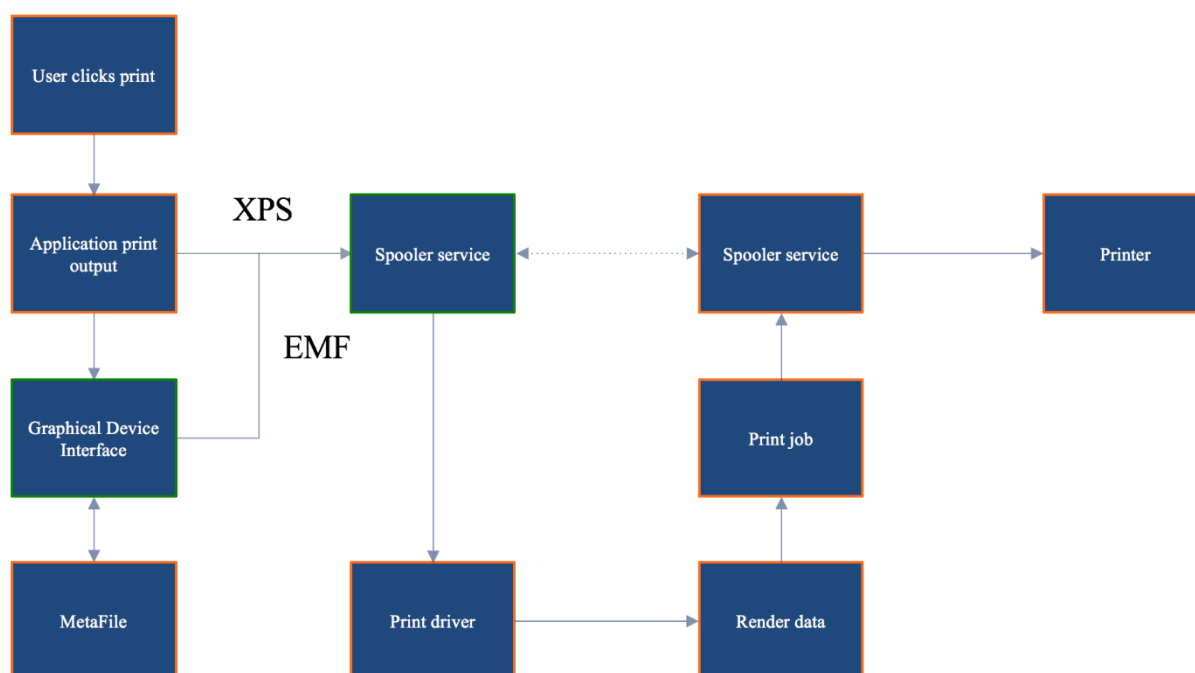 User clicks print
XPS
Application print
output
Spooler service
Spooler service
Printer
EMF
Graphical Device
Interface
Print job
MetaFile
Print driver
Render data